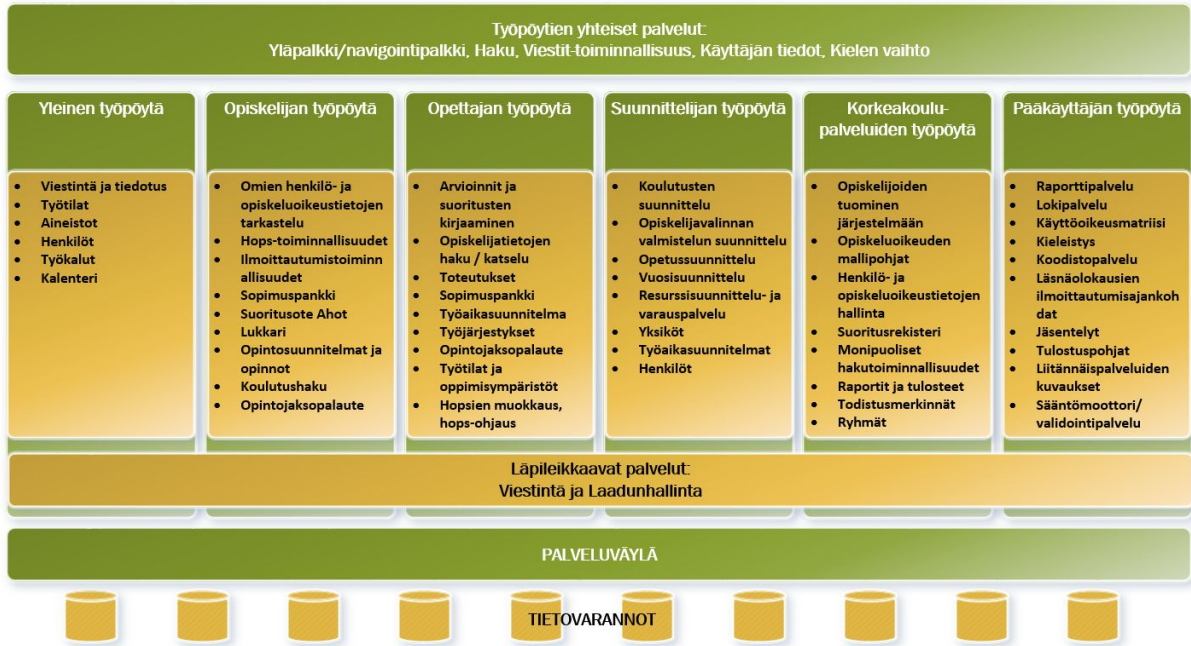 Työpöytien yhteiset palvelut:
Yläpalkki/navigointipalkki, Haku, Viestit-toiminnallisuus, Käyttäjän tiedot, Kielen vaihto
Yleinen työpöytä
• Viestintä ja tiedotus
• Työtilat
• Aineistot
• Henkilöt
• Työkalut
• Kalenteri
Opiskelijan työpöytä
• Omien henkilö- ja
opiskeluoikeustietojen
tarkastelu
• Hops-toiminnallisuudet
• Ilmoittautumistoiminn
allisuudet
• Sopimuspankki
• Suoritusote Ahot
• Lukkari
• Opintosuunnitelmat ja
opinnot
• Koulutushaku
• Opintojaksopalaute
Opettajan työpöytä
• Arvioinnit ja
suoritusten
kirjaaminen
• Opiskelijatietojen
haku / katselu
• Toteutukset
• Sopimuspankki
• Työaikasuunnitelma
• Työjärjestykset
• Opintojaksopalaute
• Työtilat ja
oppimisympäristöt
• Hopsien muokkaus,
hops-ohjaus
Suunnittelijan työpöytä
• Koulutusten
suunnittelu
• Opiskelijavalinnan
valmistelun suunnittelu
• Opetussuunnittelu
• Vuosisuunnittelu
• Resurssisuunnittelu- ja
varauspalvelu
• Yksiköt
• Työaikasuunnitelmat
• Henkilöt
Korkeakoulu-
palveluiden työpöytä
• Opiskelijoiden
tuominen
järjestelmään
• Opiskeluoikeuden
mallipohjat
• Henkilö- ja
opiskeluoikeustietojen
hallinta
• Suoritusrekisteri
• Monipuoliset
hakutoiminnallisuudet
• Raportit ja tulosteet
• Todistusmerkinnät
• Ryhmät
Pääkäyttäjän työpöytä
• Raporttipalvelu
• Lokipalvelu
• Käyttöoikeusmatriisi
• Kieleistys
• Koodistopalvelu
• Läsnäolokausien
ilmoittautumisajankoh
dat
• Jäsentelyt
• Tulostuspohjat
• Liitännäispalveluiden
kuvaukset
• Sääntömoottori/
validointipalvelu
Läpileikkaavat palvelut:
Viestintä ja Laadunhallinta
PALVELUVÄYLÄ
TIETOVARANNOT